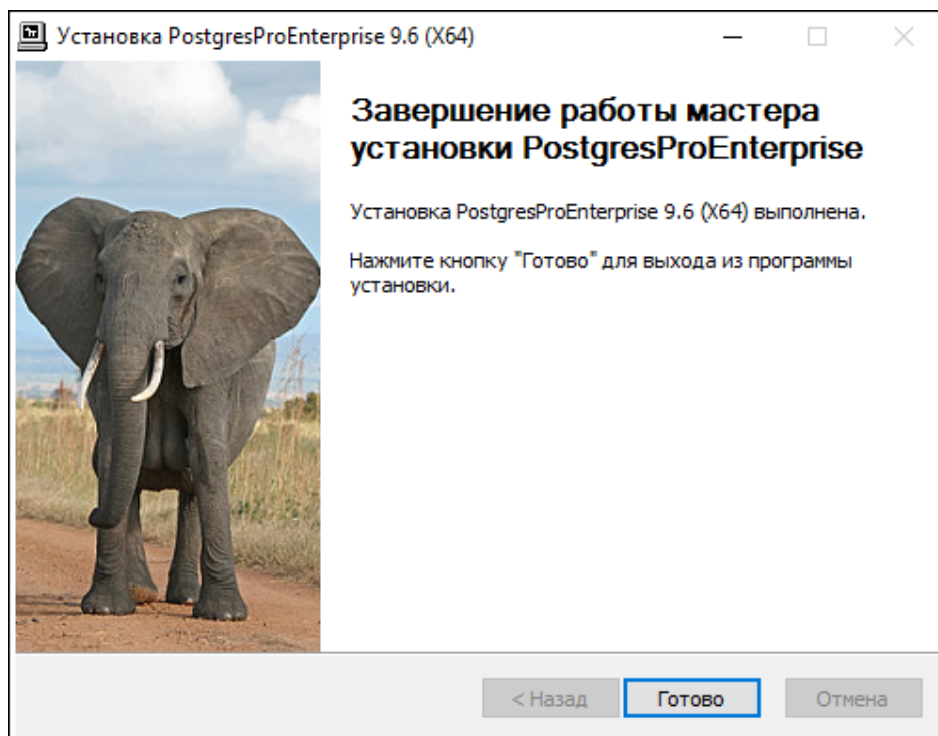 Установка PostgresProEnterprise 9.6 (X64)
Завершение работы мастера
установки PostgresProEnterprise
Установка PostgresProEnterprise 9.6 (X64) выполнена.
Нажмите кнопку "Готово" для выхода из программы
установки.
< Назад
Готово
Отмена